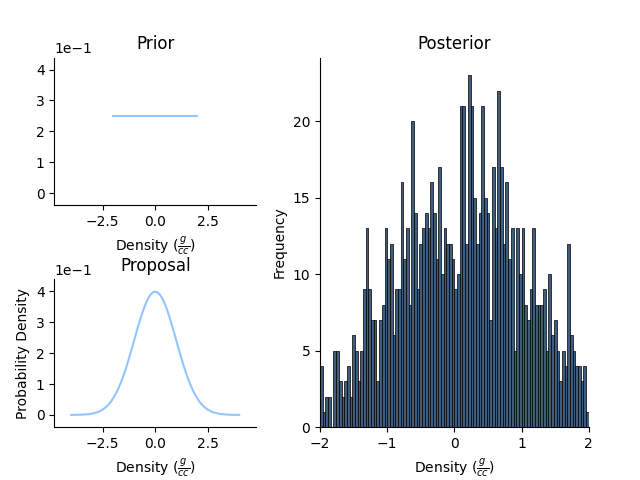 Prior
1e−1
4
3
2
1
0
−2.5 0.0 2.5
Density (g/cc)
Proposal
1e−1
Probability Density
4
3
2
1
0
−2.5 0.0 2.5
Density (g/cc)
Posterior
Frequency
20
15
10
5
0
−2 −1 0 1 2
Density (g/cc)